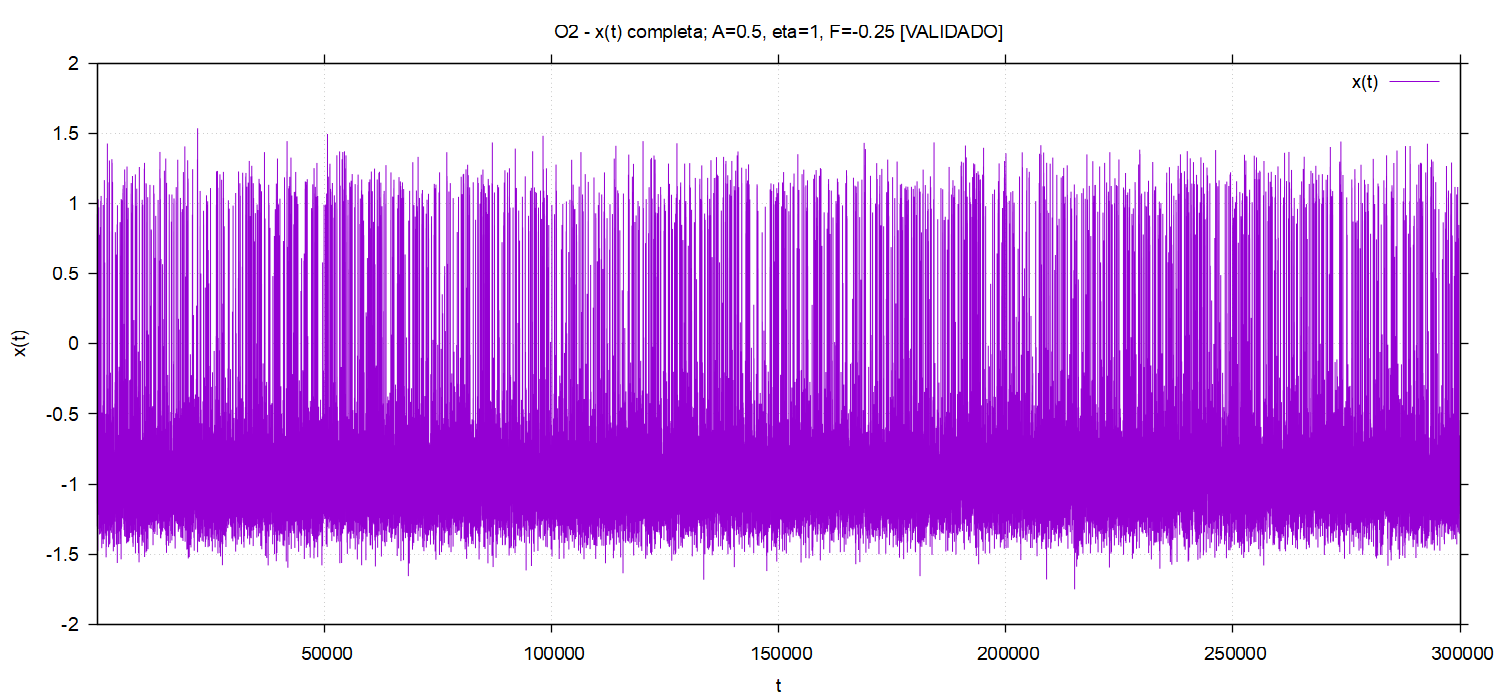 O2 - x(t) completa; A=0.5, eta=1, F=-0.25 [VALIDADO]
x(t)
2
1.5
1
0.5
0
-0.5
-1
-1.5
-2
x(t)
50000 100000 150000 200000 250000 300000
t